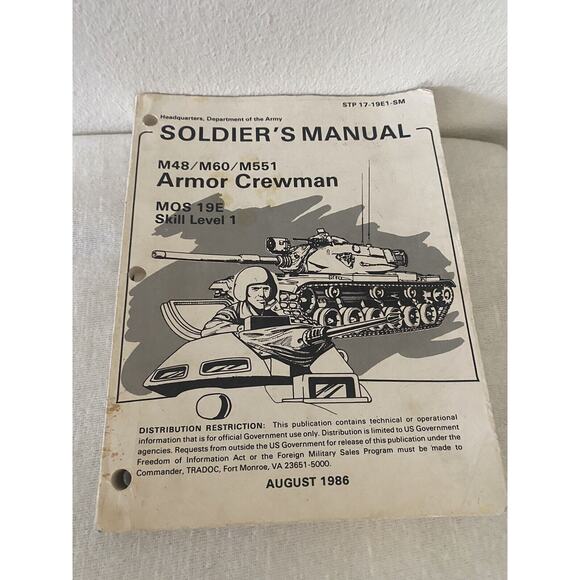 STP 17-19E1-SM
Headquarters, Department of the Army
SOLDIER'S MANUAL
M48/M60/M551
Armor Crewman
MOS 19E
Skill Level 1
DISTRIBUTION RESTRICTION: This publication contains technical or operational
information that is for official Government use only. Distribution is limited to US Government
agencies. Requests from outside the US Government for release of this publication under the
Freedom of Information Act or the Foreign Military Sales Program must be made to
Commander, TRADOC, Fort Monroe, VA 23651-5000.
AUGUST 1986